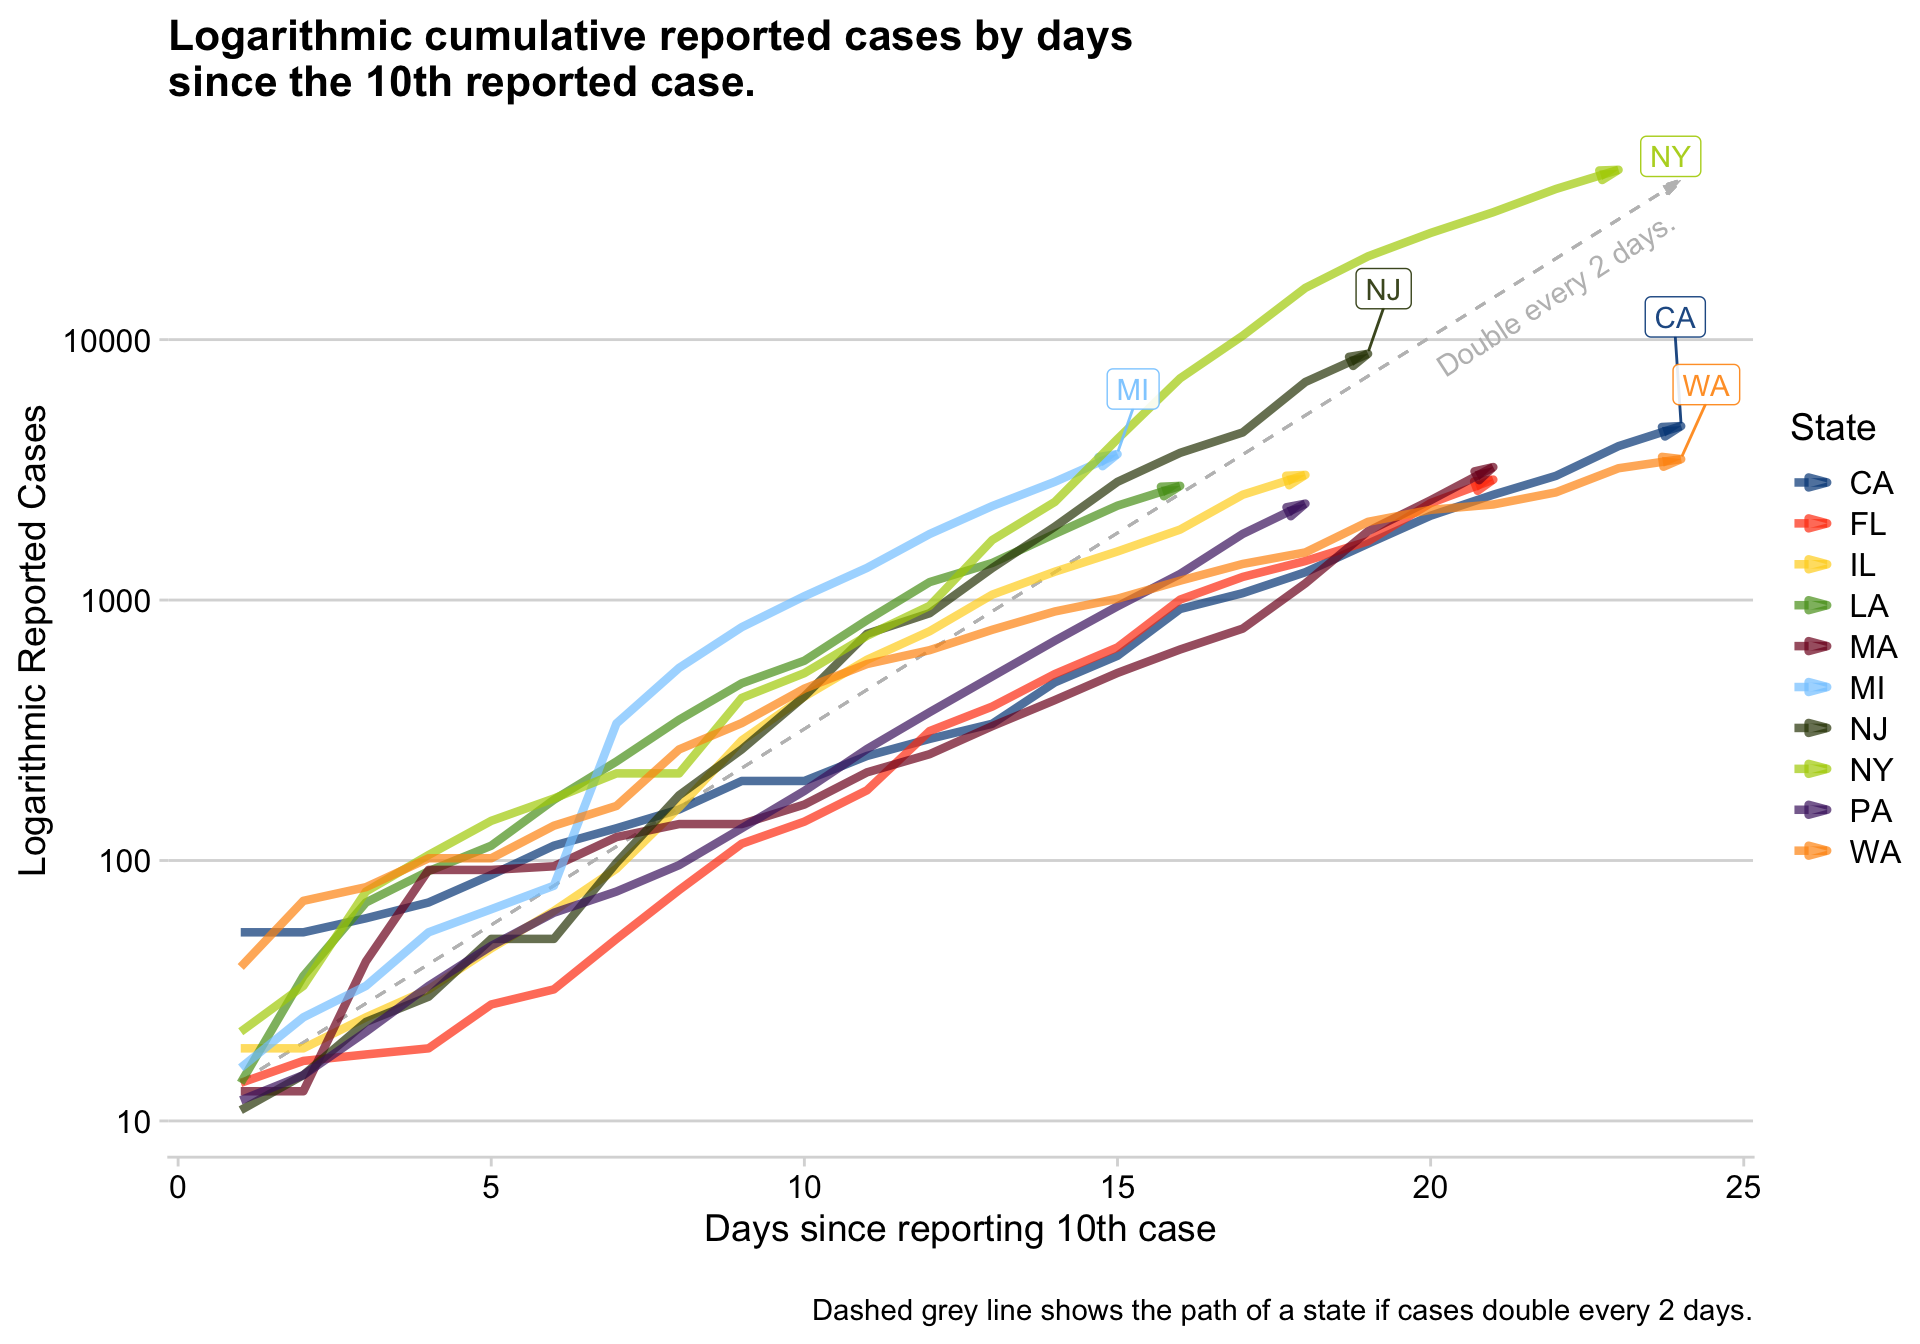 Logarithmic cumulative reported cases by days
since the 10th reported case.
NY
Double every 2 days.
NJ
CA
MI
WA
10000
1000
100
10
Logarithmic Reported Cases
0 5 10 15 20 25
Days since reporting 10th case
State
CA
FL
IL
LA
MA
MI
NJ
NY
PA
WA
Dashed grey line shows the path of a state if cases double every 2 days.